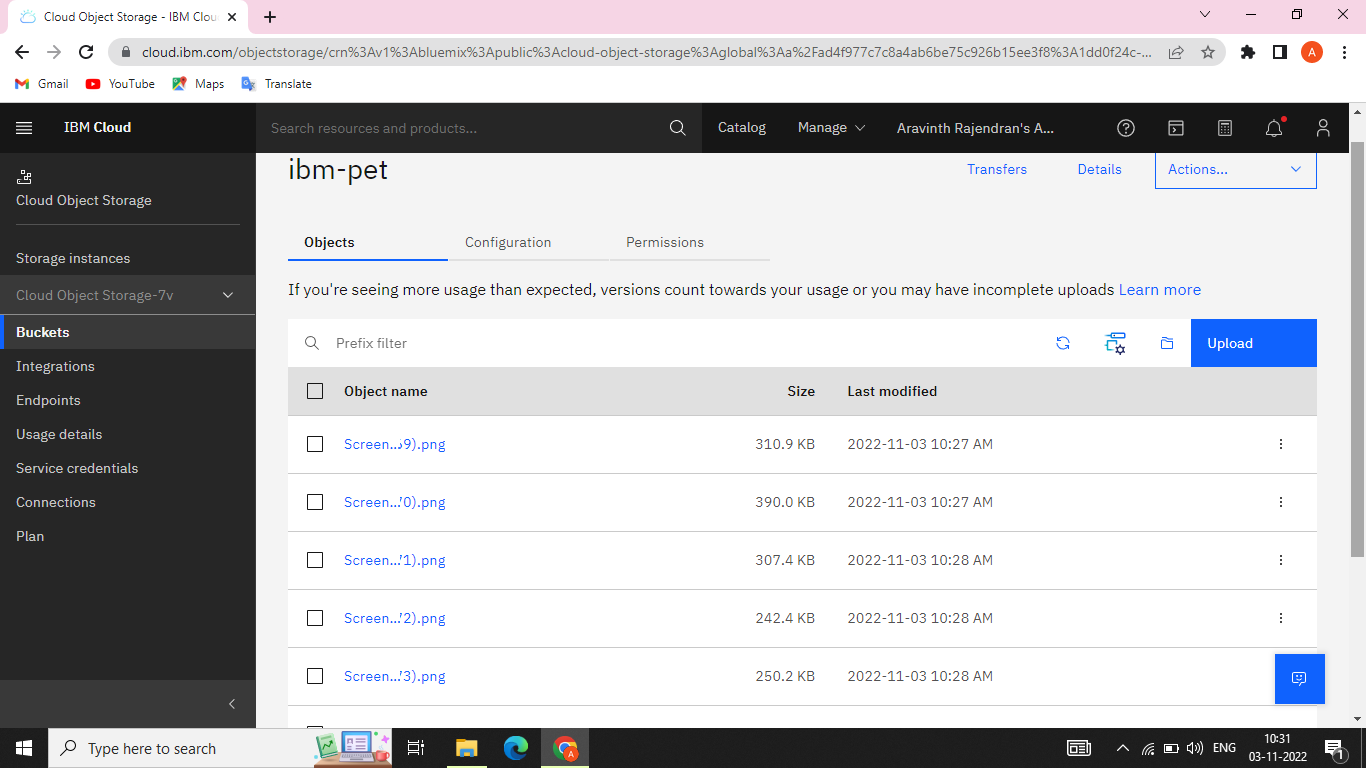 Cloud Object Storage - IBM Clou
cloud.ibm.com/objectstorage/crn%3Av1%3Abluemix%3Apublic%3Acloud-object-storage%3Aglobal%3Aa%2Fad4f977c7c8a4ab6be75c926b15ee3f8%3A1dd0f24c-...
A
Gmail YouTube Maps Translate
IBM Cloud
Search resources and products...
Catalog Manage Aravinth Rajendran's A...
Cloud Object Storage
Storage instances
Cloud Object Storage-7v
Buckets
Integrations
Endpoints
Usage details
Service credentials
Connections
Plan
ibm-pet
Transfers Details Actions...
Objects Configuration Permissions
If you're seeing more usage than expected, versions count towards your usage or you may have incomplete uploads Learn more
Prefix filter
Upload
Object name Size Last modified
Screen...9).png 310.9 KB 2022-11-03 10:27 AM
Screen...0).png 390.0 KB 2022-11-03 10:27 AM
Screen...1).png 307.4 KB 2022-11-03 10:28 AM
Screen...2).png 242.4 KB 2022-11-03 10:28 AM
Screen...3).png 250.2 KB 2022-11-03 10:28 AM
Type here to search
A
ENG
10:31
03-11-2022
1